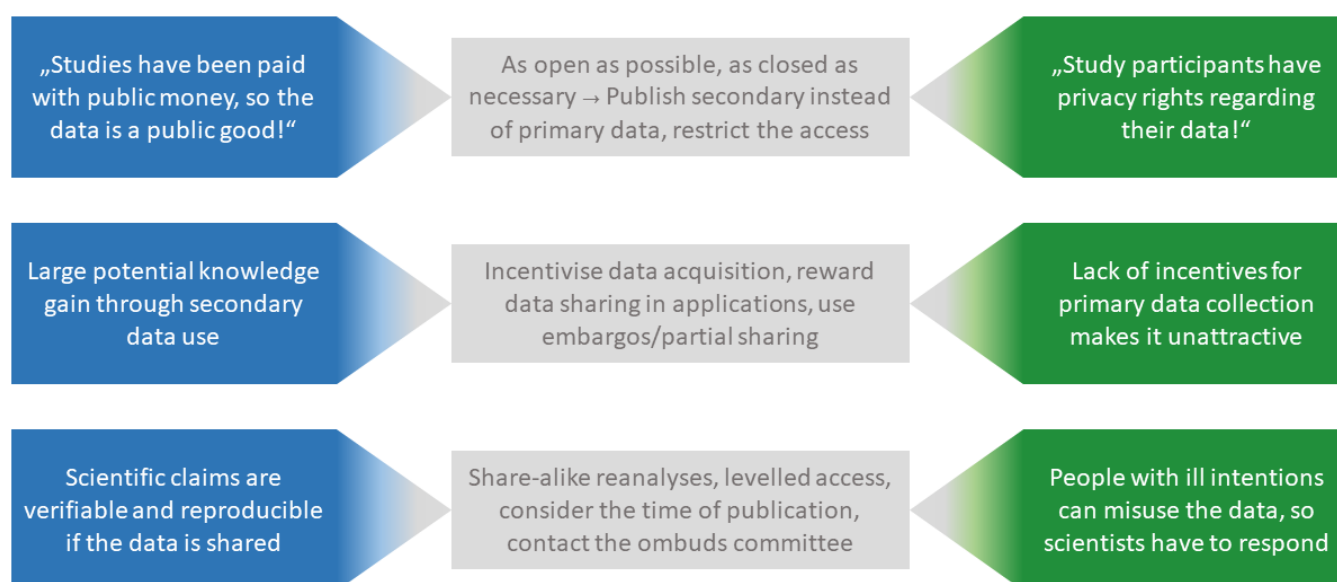 „Studies have been paid
with public money, so the
data is a public good!“
As open as possible, as closed as
necessary → Publish secondary instead
of primary data, restrict the access
„Study participants have
privacy rights regarding
their data!“
Large potential knowledge
gain through secondary
data use
Incentivise data acquisition, reward
data sharing in applications, use
embargos/partial sharing
Lack of incentives for
primary data collection
makes it unattractive
Scientific claims are
verifiable and reproducible
if the data is shared
Share-alike reanalyses, levelled access,
consider the time of publication,
contact the ombuds committee
People with ill intentions
can misuse the data, so
scientists have to respond